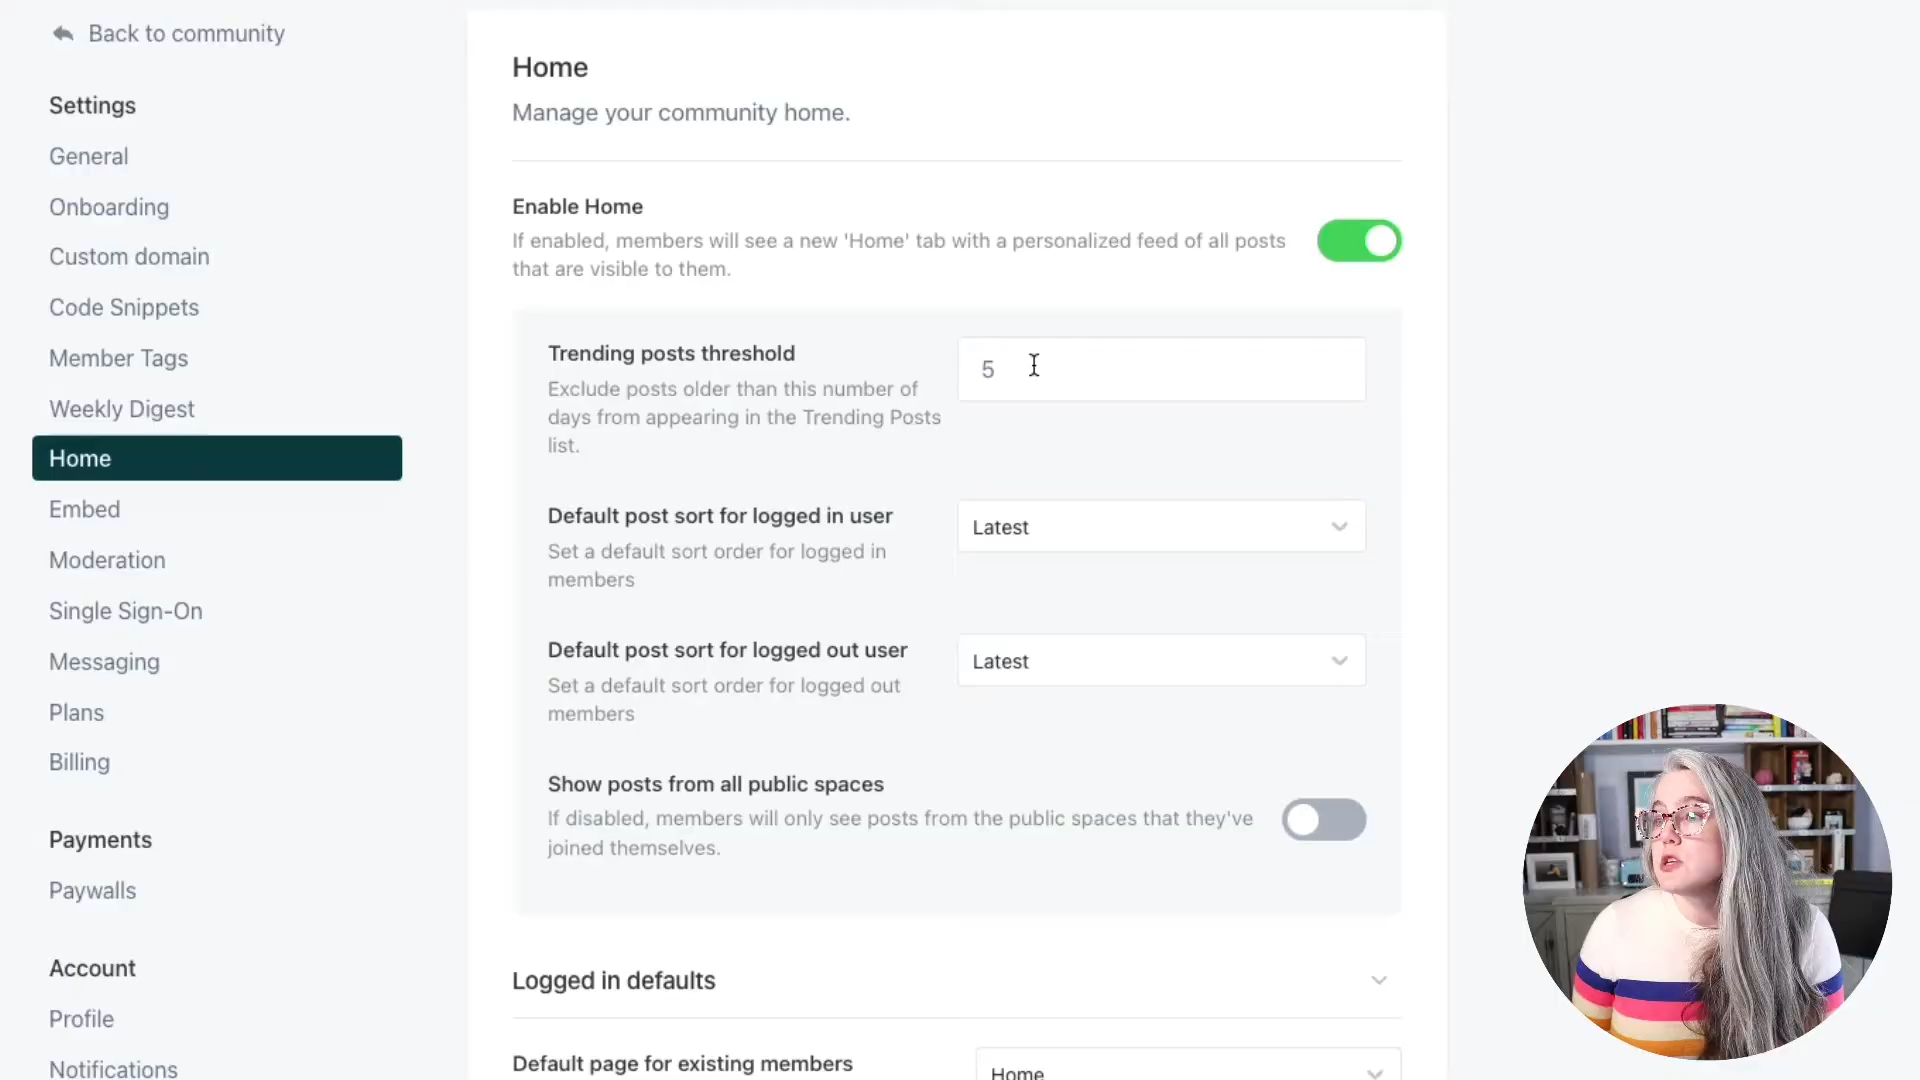 Back to community
Settings
General
Onboarding
Custom domain
Code Snippets
Member Tags
Weekly Digest
Home
Embed
Moderation
Single Sign-On
Messaging
Plans
Billing
Payments
Paywalls
Account
Profile
Notifications
Home
Manage your community home.
Enable Home
If enabled, members will see a new 'Home' tab with a personalized feed of all posts
that are visible to them.
Trending posts threshold
Exclude posts older than this number of
days from appearing in the Trending Posts
list.
5
Default post sort for logged in user
Set a default sort order for logged in
members
Latest
Default post sort for logged out user
Set a default sort order for logged out
members
Latest
Show posts from all public spaces
If disabled, members will only see posts from the public spaces that they've
joined themselves.
Logged in defaults
Default page for existing members
Home